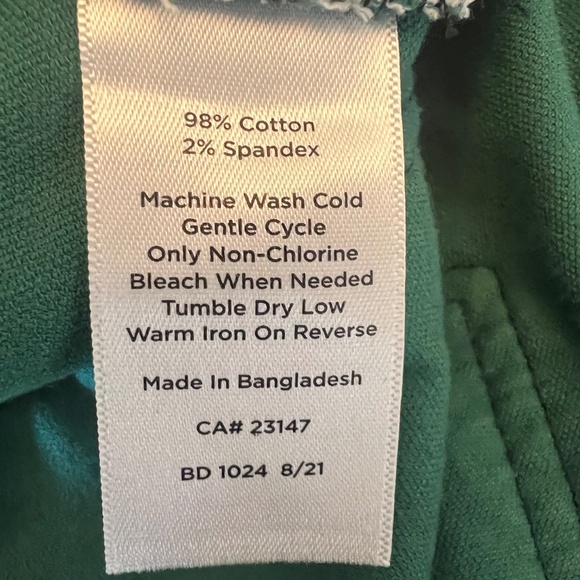 98% Cotton
2% Spandex
Machine Wash Cold
Gentle Cycle
Only Non-Chlorine
Bleach When Needed
Tumble Dry Low
Warm Iron On Reverse
Made In Bangladesh
CA# 23147
BD 1024 8/21